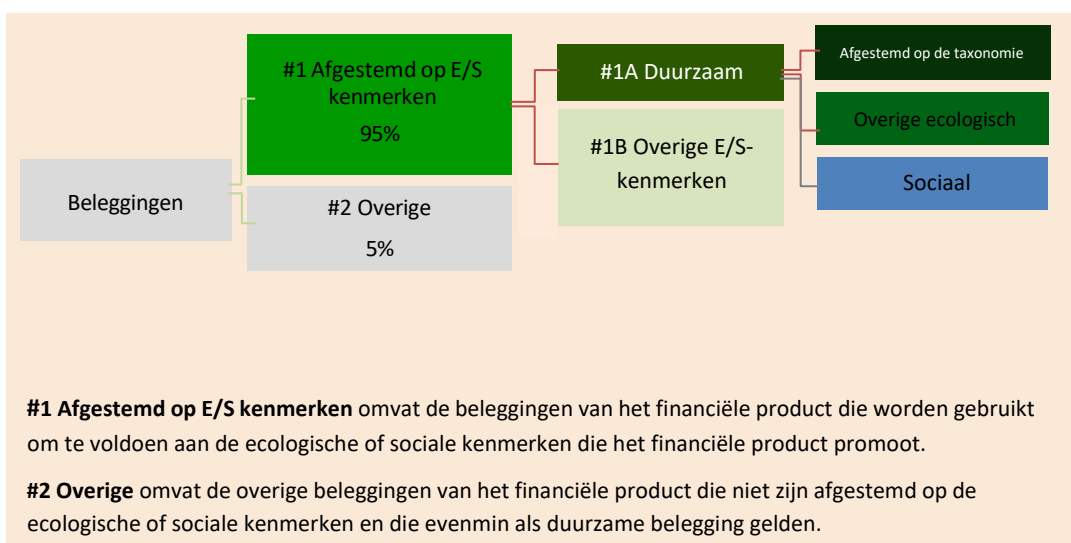 Beleggingen
#1 Afgestemd op E/S
kenmerken
95%
#2 Overige
5%
#1A Duurzaam
#1B Overige E/S-
kenmerken
Afgestemd op de taxonomie
Overige ecologisch
Sociaal
#1 Afgestemd op E/S kenmerken omvat de beleggingen van het financiële product die worden gebruikt
om te voldoen aan de ecologische of sociale kenmerken die het financiële product promoot.
#2 Overige omvat de overige beleggingen van het financiële product die niet zijn afgestemd op de
ecologische of sociale kenmerken en die evenmin als duurzame belegging gelden.